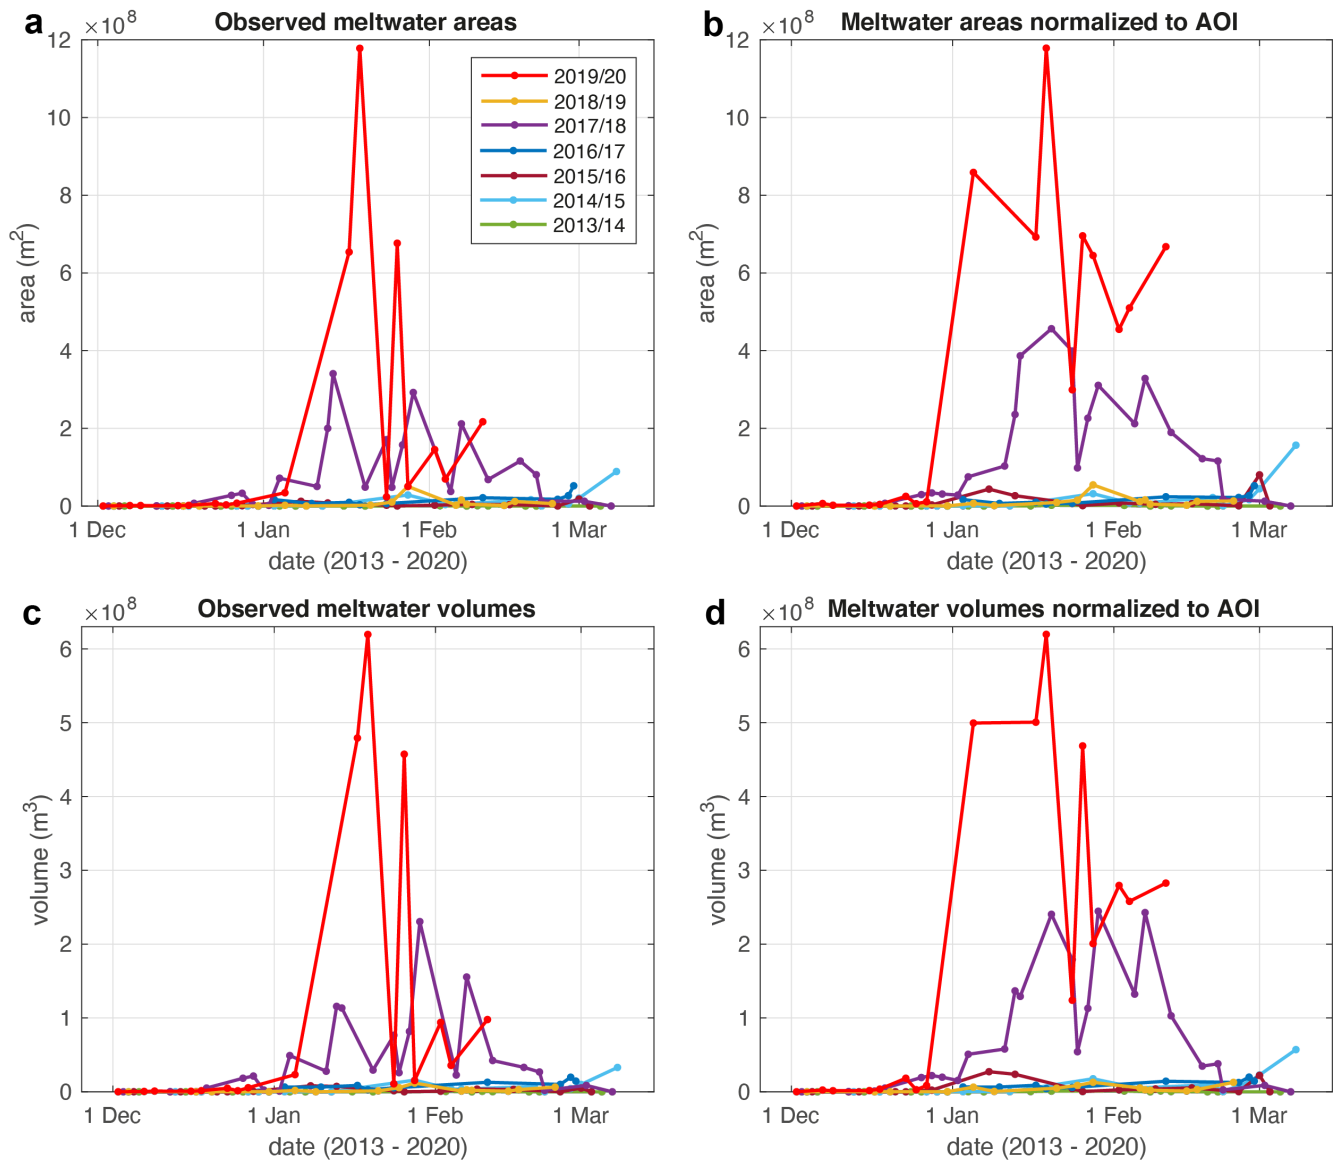 a
Observed meltwater areas
×10^8
12
10
8
6
4
2
0
area (m^2)
1 Dec
1 Jan
1 Feb
1 Mar
date (2013 - 2020)
2019/20
2018/19
2017/18
2016/17
2015/16
2014/15
2013/14
b
Meltwater areas normalized to AOI
×10^8
12
10
8
6
4
2
0
area (m^2)
1 Dec
1 Jan
1 Feb
1 Mar
date (2013 - 2020)
c
Observed meltwater volumes
×10^8
6
5
4
3
2
1
0
volume (m^3)
1 Dec
1 Jan
1 Feb
1 Mar
date (2013 - 2020)
d
Meltwater volumes normalized to AOI
×10^8
6
5
4
3
2
1
0
volume (m^3)
1 Dec
1 Jan
1 Feb
1 Mar
date (2013 - 2020)